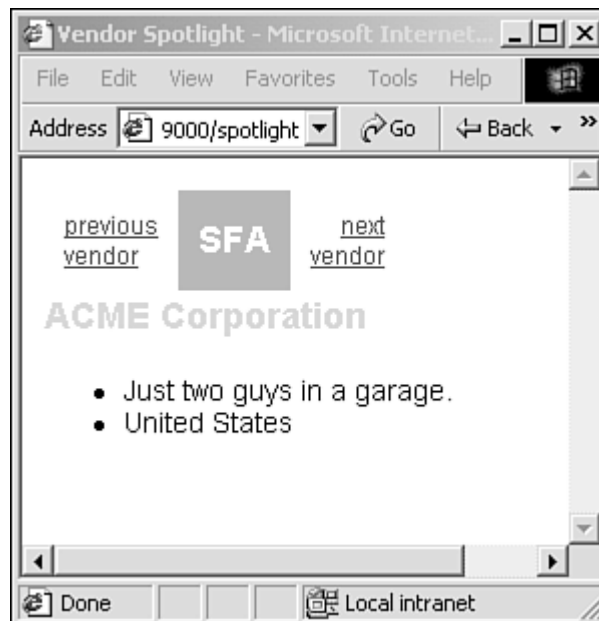 Vendor Spotlight - Microsoft Internet...
File Edit View Favorites Tools Help
Address 9000/spotlight Go Back »
previous vendor
SFA
next vendor
ACME Corporation
• Just two guys in a garage.
• United States
Done Local intranet